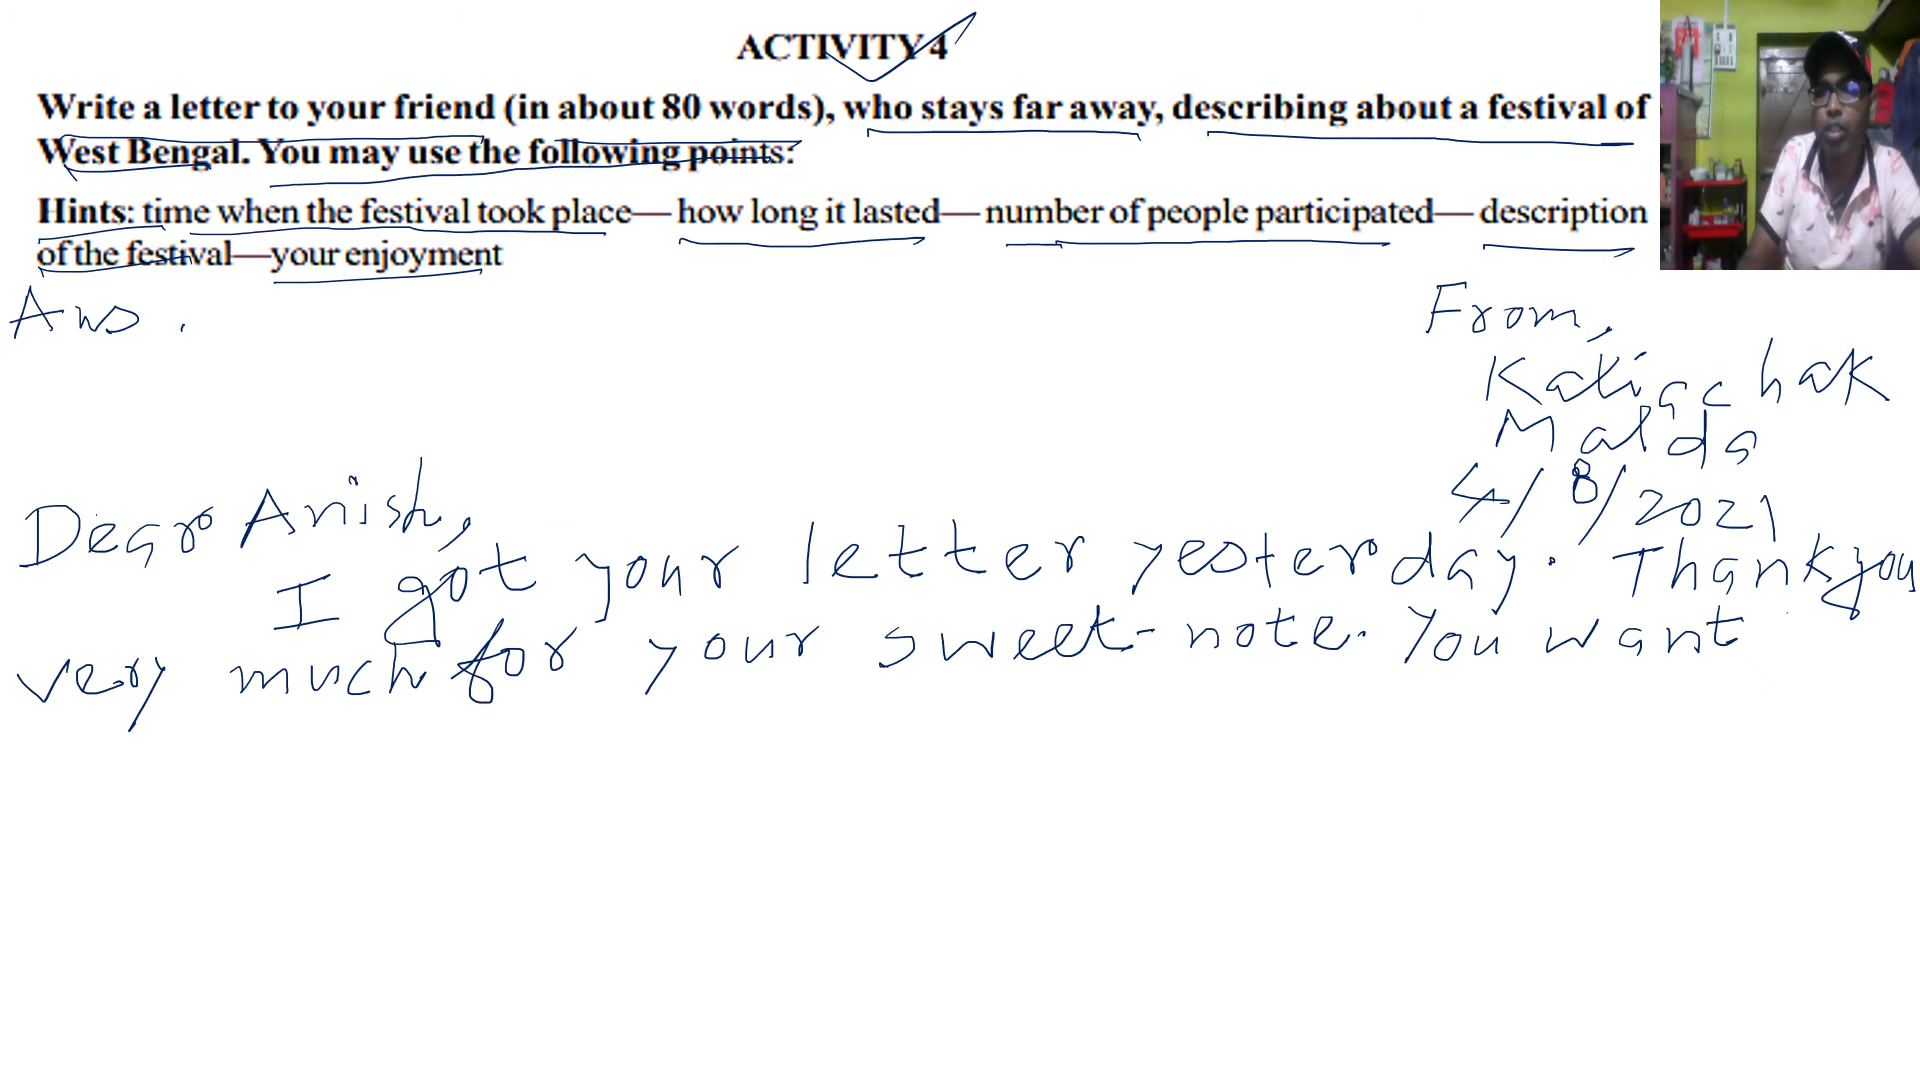 ACTIVITY 4
Write a letter to your friend (in about 80 words), who stays far away, describing about a festival of
West Bengal. You may use the following points:
Hints: time when the festival took place— how long it lasted— number of people participated— description
of the festival—your enjoyment
Ans.
From,
Kaliachak
Malda
4/8/2021
Dear Anish,
I got your letter yesterday. Thank you
very much for your sweet-note. You want